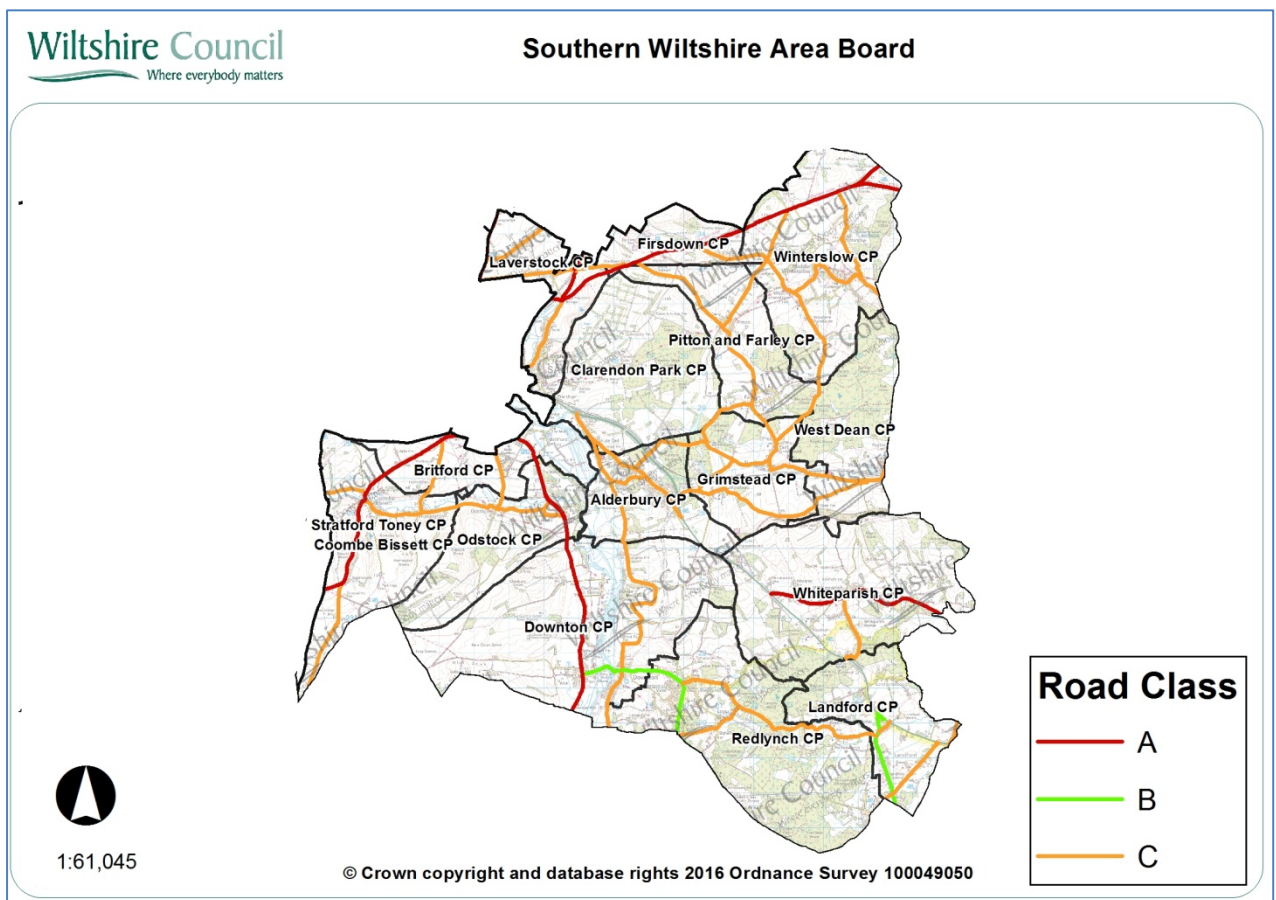 Wiltshire Council
Where everybody matters
Southern Wiltshire Area Board
Firsdown CP
Laverstock CP
Winterslow CP
Pitton and Farley CP
Clarendon Park CP
West Dean CP
Britford CP
Grimstead CP
Alderbury CP
Stratford Toney CP
Odstock CP
Coombe Bissett CP
Whiteparish CP
Downton CP
Landford CP
Redlynch CP
Wiltshire Council
Road Class
A
B
C
1:61,045
© Crown copyright and database rights 2016 Ordnance Survey 100049050